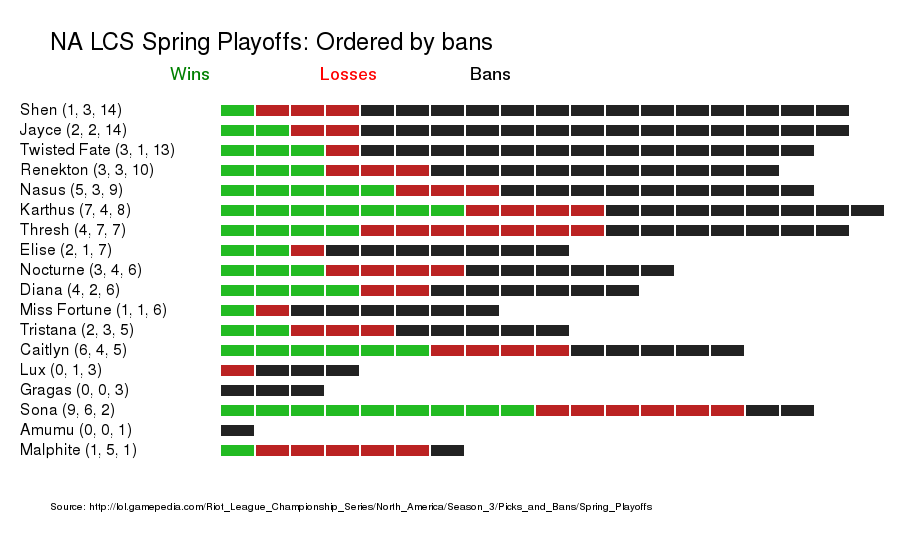 NA LCS Spring Playoffs: Ordered by bans
Wins Losses Bans
Shen (1, 3, 14)
Jayce (2, 2, 14)
Twisted Fate (3, 1, 13)
Renekton (3, 3, 10)
Nasus (5, 3, 9)
Karthus (7, 4, 8)
Thresh (4, 7, 7)
Elise (2, 1, 7)
Nocturne (3, 4, 6)
Diana (4, 2, 6)
Miss Fortune (1, 1, 6)
Tristana (2, 3, 5)
Caitlyn (6, 4, 5)
Lux (0, 1, 3)
Gragas (0, 0, 3)
Sona (9, 6, 2)
Amumu (0, 0, 1)
Malphite (1, 5, 1)
Source: http://lol.gamepedia.com/Riot_League_Championship_Series/North_America/Season_3/Picks_and_Bans/Spring_Playoffs